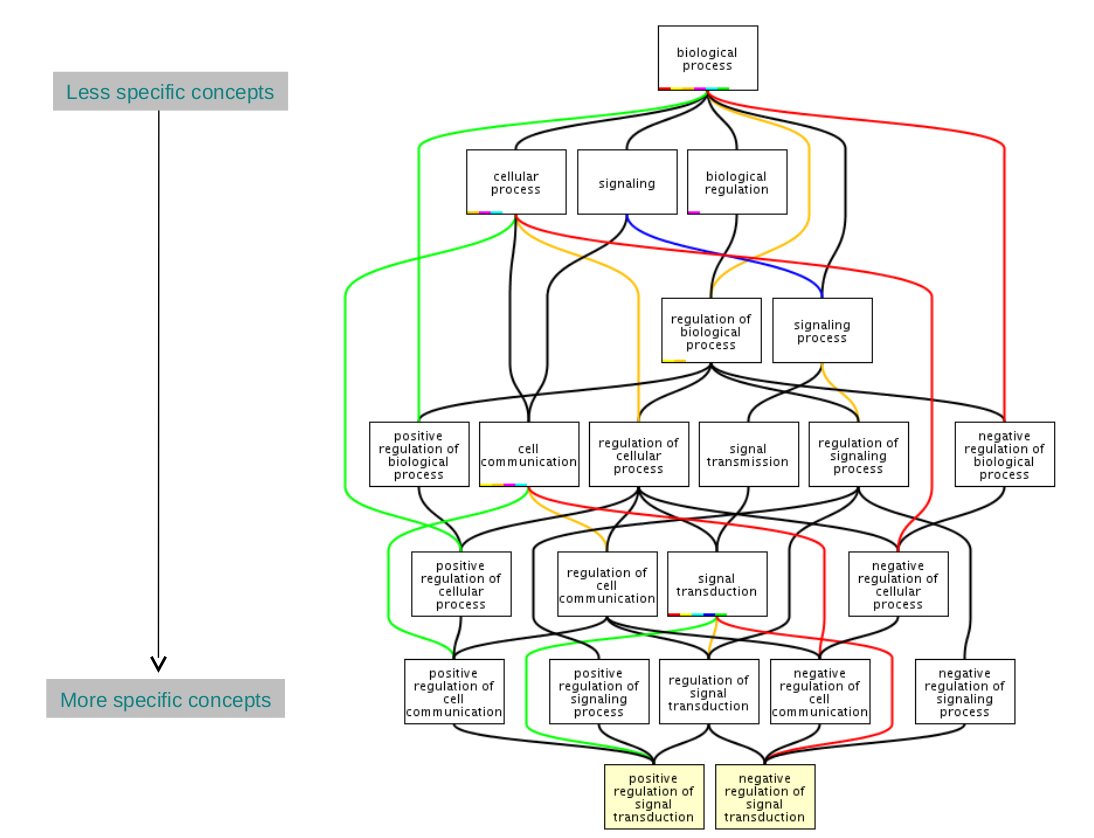 biological
process
Less specific concepts
cellular
process
signaling
biological
regulation
regulation of
biological
process
signaling
process
positive
regulation of
biological
process
cell
communication
regulation of
cellular
process
signal
transmission
regulation of
signaling
process
negative
regulation of
biological
process
positive
regulation of
cellular
process
regulation of
cell
communication
signal
transduction
negative
regulation of
cellular
process
More specific concepts
positive
regulation of
cell
communication
positive
regulation of
signaling
process
regulation of
signal
transduction
negative
regulation of
cell
communication
negative
regulation of
signaling
process
positive
regulation of
signal
transduction
negative
regulation of
signal
transduction